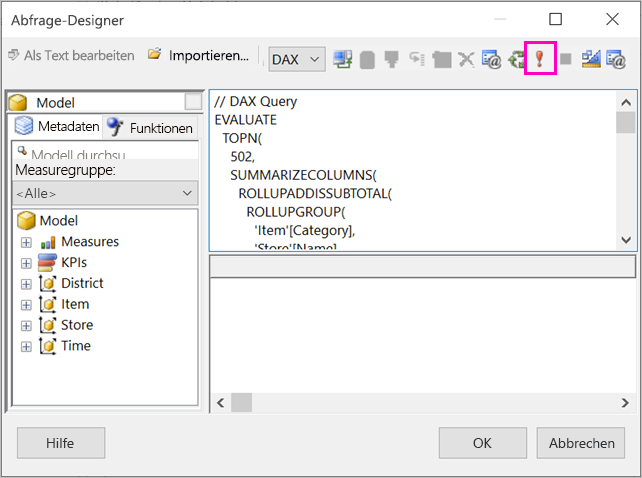 Abfrage-Designer
Als Text bearbeiten Importieren... DAX
Model
Metadaten Funktionen
Modell durchsu
Measuregruppe:
<Alle>
Model
Measures
KPIs
District
Item
Store
Time
// DAX Query
EVALUATE
TOPN(
502,
SUMMARIZECOLUMNS(
ROLLUPADDISSUBTOTAL(
ROLLUPGROUP(
'Item'[Category],
'Store'[Name]
Hilfe OK Abbrechen